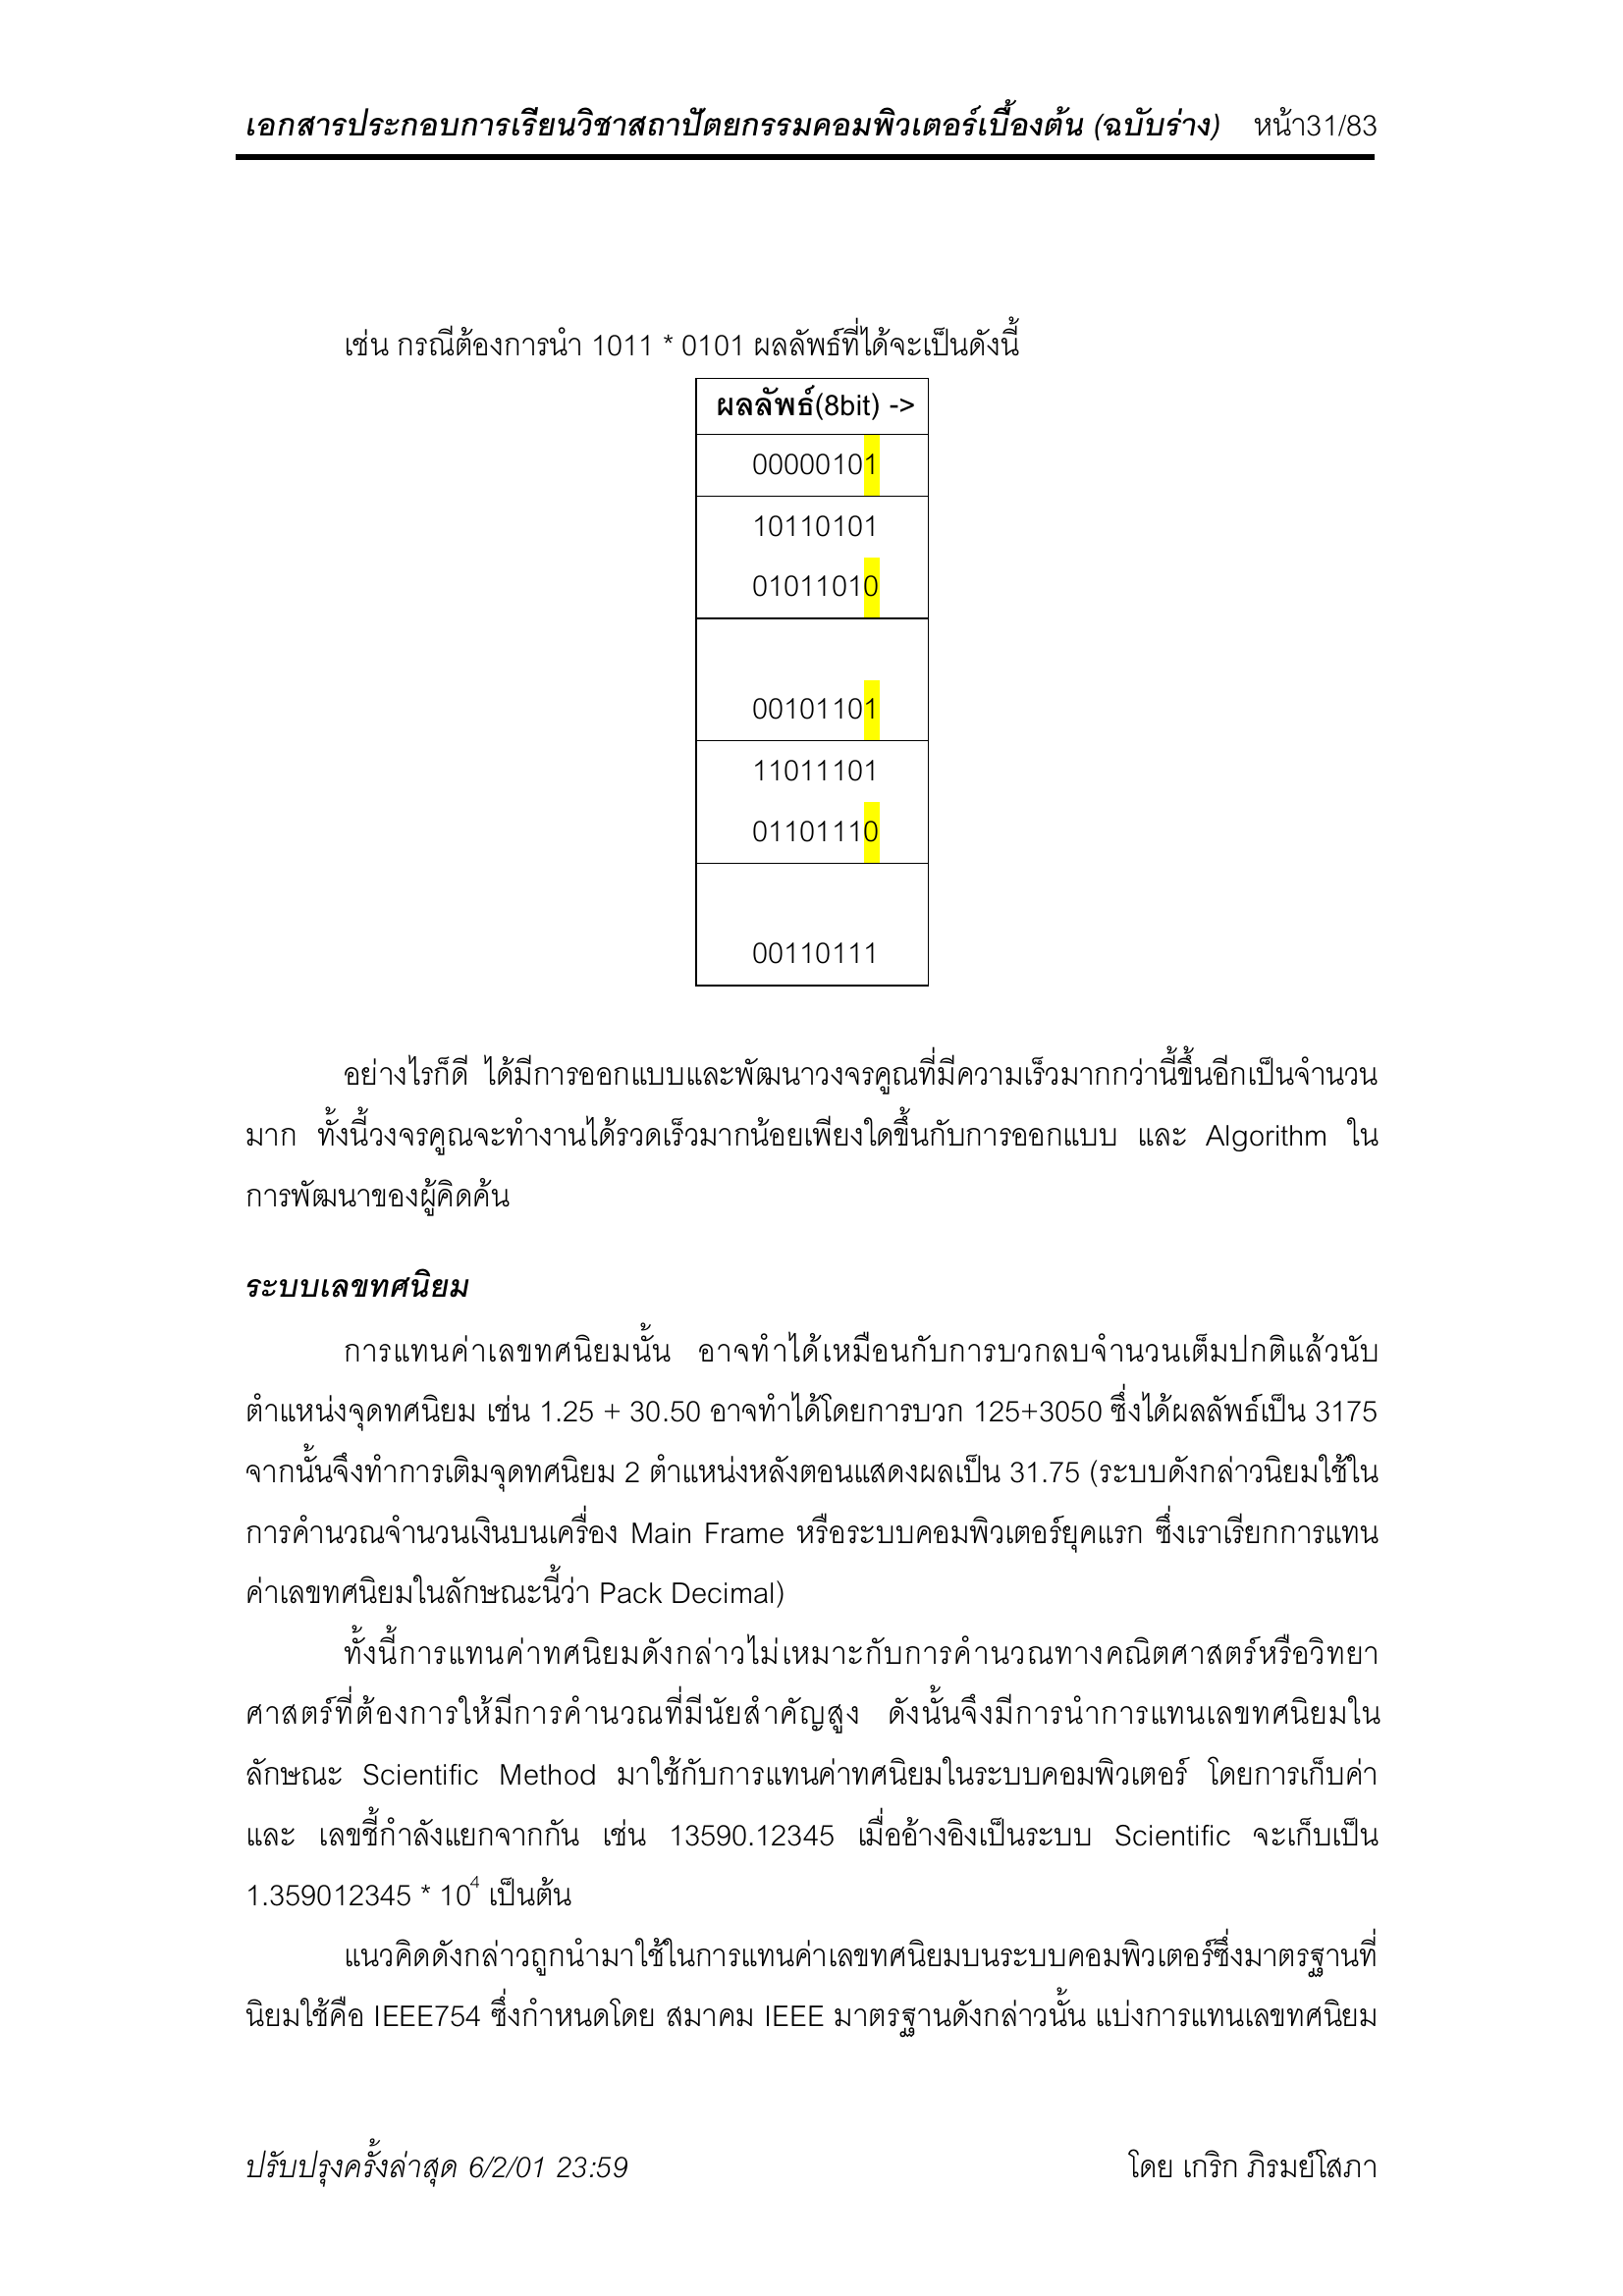 เอกสารประกอบการเรียนวิชาสถาปัตยกรรมคอมพิวเตอร์เบื้องต้น (ฉบับร่าง) หน้า31/83
เช่น กรณีต้องการนำ 1011 * 0101 ผลลัพธ์ที่ได้จะเป็นดังนี้
ผลลัพธ์(8bit) ->
00000101
10110101
01011010
00101101
11011101
01101110
00110111
อย่างไรก็ดี ได้มีการออกแบบและพัฒนาวงจรคูณที่มีความเร็วมากกว่านี้ขึ้นอีกเป็นจำนวน
มาก ทั้งนี้วงจรคูณจะทำงานได้รวดเร็วมากน้อยเพียงใดขึ้นกับการออกแบบ และ Algorithm ใน
การพัฒนาของผู้คิดค้น
ระบบเลขทศนิยม
การแทนค่าเลขทศนิยมนั้น อาจทำได้เหมือนกับการบวกลบจำนวนเต็มปกติแล้วนับ
ตำแหน่งจุดทศนิยม เช่น 1.25 + 30.50 อาจทำได้โดยการบวก 125+3050 ซึ่งได้ผลลัพธ์เป็น 3175
จากนั้นจึงทำการเติมจุดทศนิยม 2 ตำแหน่งหลังตอนแสดงผลเป็น 31.75 (ระบบดังกล่าวนิยมใช้ใน
การคำนวณจำนวนเงินบนเครื่อง Main Frame หรือระบบคอมพิวเตอร์ยุคแรก ซึ่งเราเรียกการแทน
ค่าเลขทศนิยมในลักษณะนี้ว่า Pack Decimal)
ทั้งนี้การแทนค่าทศนิยมดังกล่าวไม่เหมาะกับการคำนวณทางคณิตศาสตร์หรือวิทยา
ศาสตร์ที่ต้องการให้มีการคำนวณที่มีนัยสำคัญสูง ดังนั้นจึงมีการนำการแทนเลขทศนิยมใน
ลักษณะ Scientific Method มาใช้กับการแทนค่าทศนิยมในระบบคอมพิวเตอร์ โดยการเก็บค่า
และ เลขชี้กำลังแยกจากกัน เช่น 13590.12345 เมื่ออ้างอิงเป็นระบบ Scientific จะเก็บเป็น
1.359012345 * 10⁴ เป็นต้น
แนวคิดดังกล่าวถูกนำมาใช้ในการแทนค่าเลขทศนิยมบนระบบคอมพิวเตอร์ซึ่งมาตรฐานที่
นิยมใช้คือ IEEE754 ซึ่งกำหนดโดย สมาคม IEEE มาตรฐานดังกล่าวนั้น แบ่งการแทนเลขทศนิยม
ปรับปรุงครั้งล่าสุด 6/2/01 23:59 โดย เกริก ภิรมย์โสภา